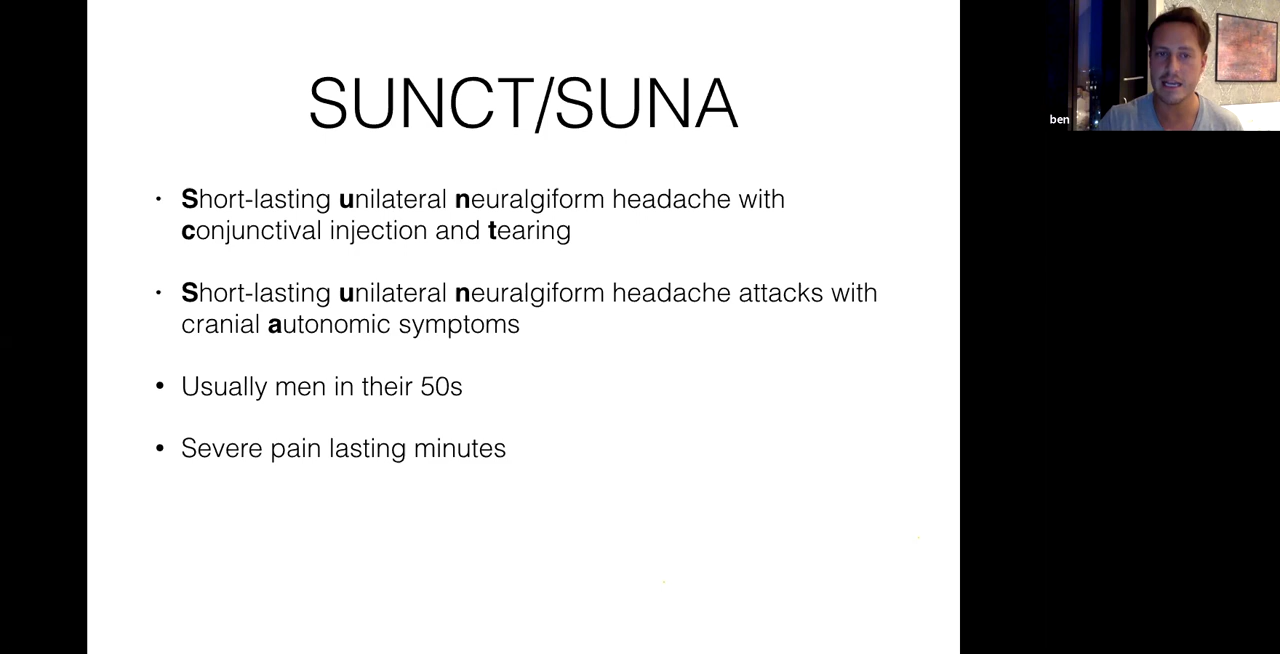 SUNCT/SUNA
• Short-lasting unilateral neuralgiform headache with
conjunctival injection and tearing
• Short-lasting unilateral neuralgiform headache attacks with
cranial autonomic symptoms
• Usually men in their 50s
• Severe pain lasting minutes
ben